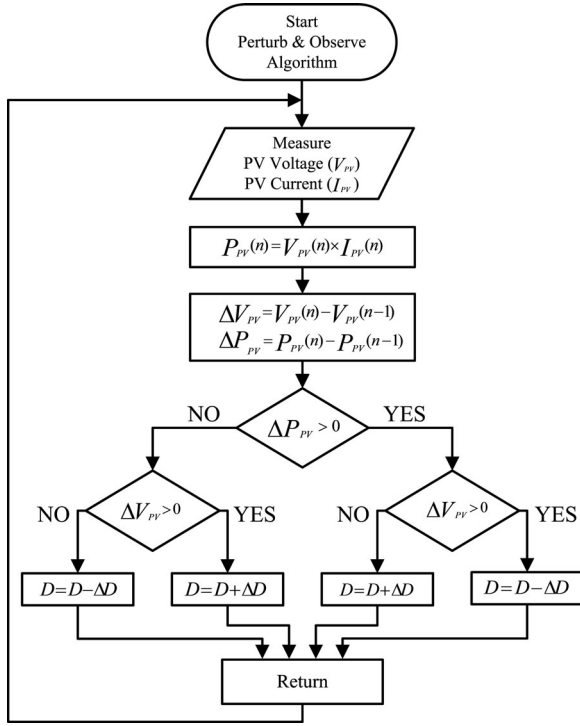 Start
Perturb & Observe
Algorithm
Measure
PV Voltage (V_PV)
PV Current (I_PV)
P_PV(n)=V_PV(n)×I_PV(n)
ΔV_PV=V_PV(n)−V_PV(n−1)
ΔP_PV=P_PV(n)−P_PV(n−1)
NO
YES
ΔP_PV>0
NO
ΔV_PV>0
YES
NO
ΔV_PV>0
YES
D=D−ΔD
D=D+ΔD
D=D+ΔD
D=D−ΔD
Return